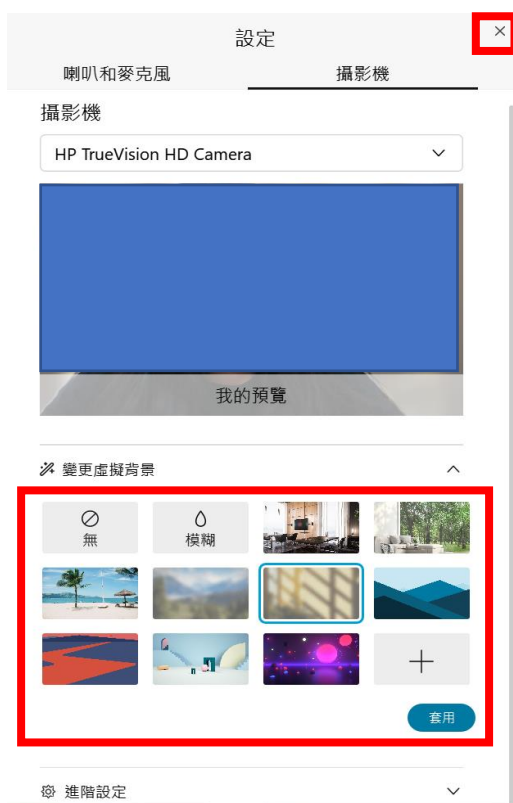 設定
喇叭和麥克風 攝影機
攝影機
HP TrueVision HD Camera
我的預覽
變更虛擬背景
無 模糊
套用
進階設定